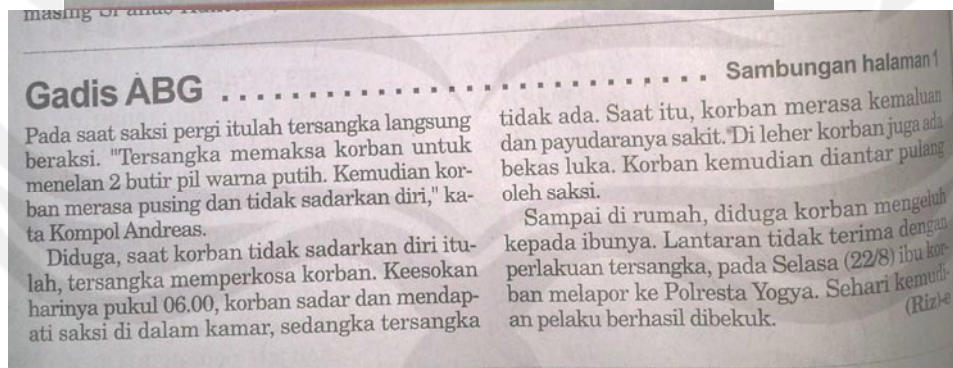 masing
Gadis ABG ............................ Sambungan halaman 1
Pada saat saksi pergi itulah tersangka langsung
beraksi. "Tersangka memaksa korban untuk
menelan 2 butir pil warna putih. Kemudian kor-
ban merasa pusing dan tidak sadarkan diri," ka-
ta Kompol Andreas.
Diduga, saat korban tidak sadarkan diri itu-
lah, tersangka memperkosa korban. Keesokan
harinya pukul 06.00, korban sadar dan mendap-
ati saksi di dalam kamar, sedangka tersangka
tidak ada. Saat itu, korban merasa kemaluan
dan payudaranya sakit. Di leher korban juga ada
bekas luka. Korban kemudian diantar pulang
oleh saksi.
Sampai di rumah, diduga korban mengeluh
kepada ibunya. Lantaran tidak terima dengan
perlakuan tersangka, pada Selasa (22/8) ibu kor-
ban melapor ke Polresta Yogya. Sehari kemudi-
an pelaku berhasil dibekuk. (Riz)-e